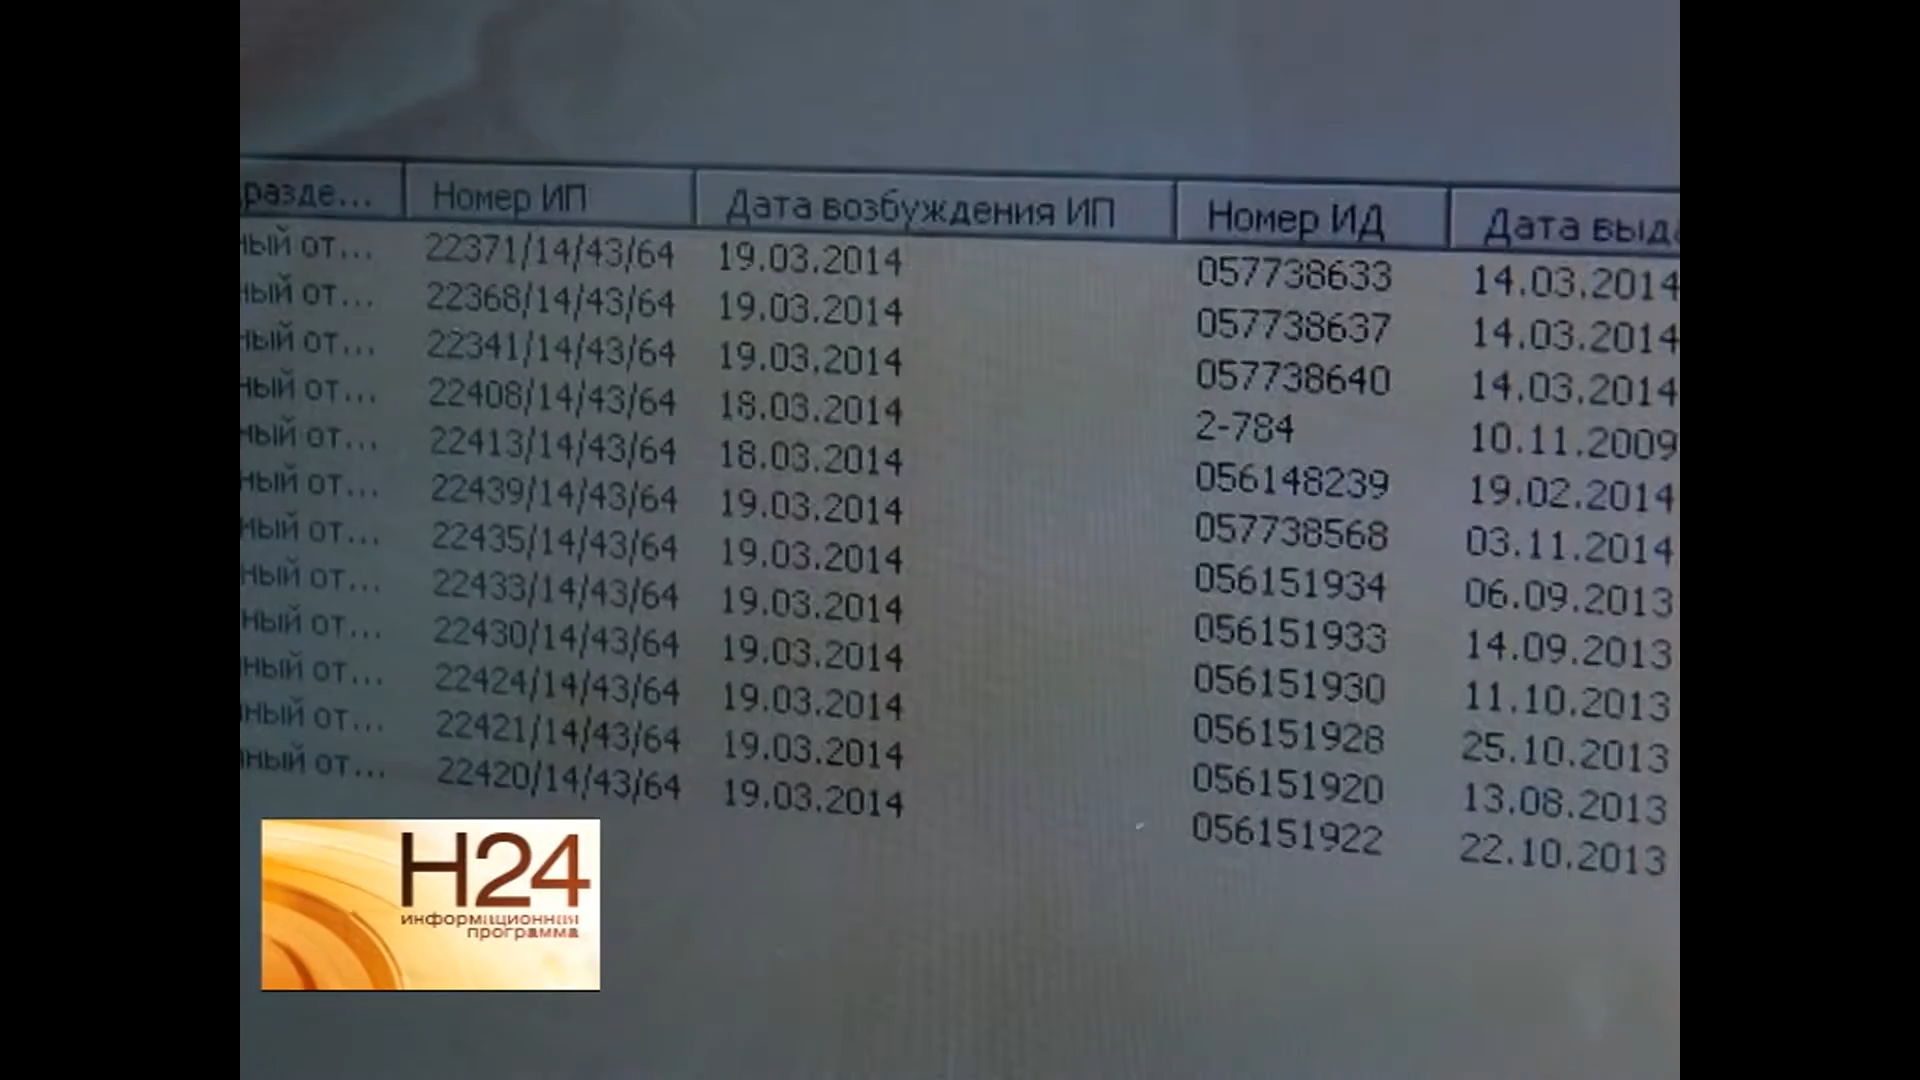 разде... Номер ИП Дата возбуждения ИП Номер ИД Дата выда
ный от... 22371/14/43/64 19.03.2014 057738633 14.03.2014
ный от... 22368/14/43/64 19.03.2014 057738637 14.03.2014
ный от... 22341/14/43/64 19.03.2014 057738640 14.03.2014
ный от... 22408/14/43/64 18.03.2014 2-784 10.11.2009
ный от... 22413/14/43/64 18.03.2014 056148239 19.02.2014
ный от... 22439/14/43/64 19.03.2014 057738568 03.11.2014
ный от... 22435/14/43/64 19.03.2014 056151934 06.09.2013
ный от... 22433/14/43/64 19.03.2014 056151933 14.09.2013
ный от... 22430/14/43/64 19.03.2014 056151930 11.10.2013
ный от... 22424/14/43/64 19.03.2014 056151928 25.10.2013
ный от... 22421/14/43/64 19.03.2014 056151920 13.08.2013
ный от... 22420/14/43/64 19.03.2014 056151922 22.10.2013
Н24
информационная
программа